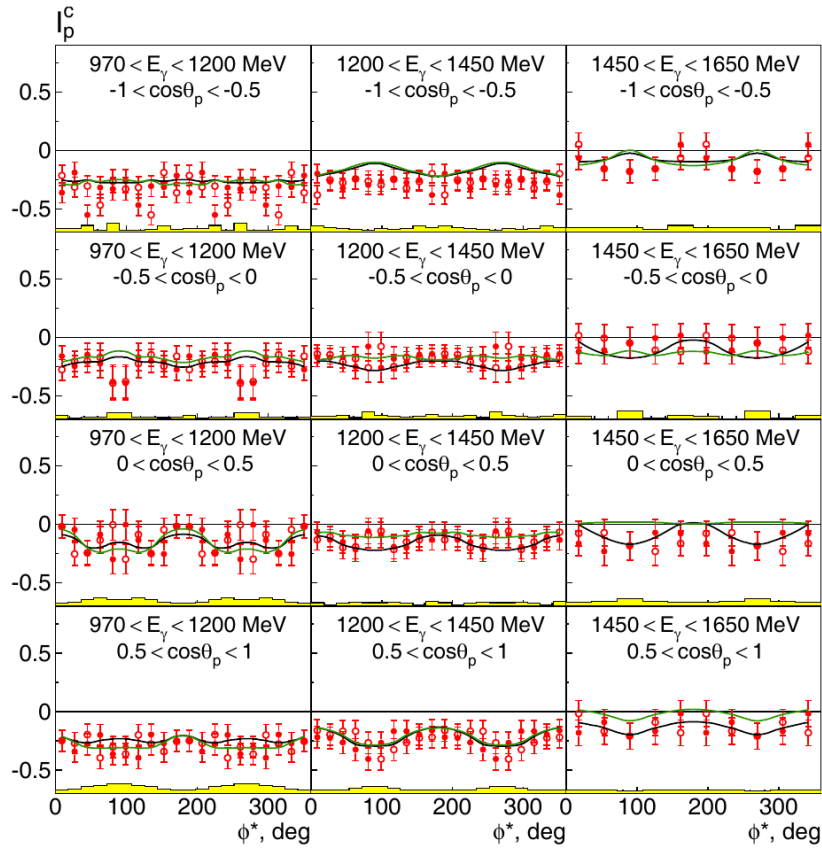 I_p^c
970 < E_γ < 1200 MeV
-1 < cosθ_p < -0.5
1200 < E_γ < 1450 MeV
-1 < cosθ_p < -0.5
1450 < E_γ < 1650 MeV
-1 < cosθ_p < -0.5
0.5
0
-0.5
970 < E_γ < 1200 MeV
-0.5 < cosθ_p < 0
1200 < E_γ < 1450 MeV
-0.5 < cosθ_p < 0
1450 < E_γ < 1650 MeV
-0.5 < cosθ_p < 0
0.5
0
-0.5
970 < E_γ < 1200 MeV
0 < cosθ_p < 0.5
1200 < E_γ < 1450 MeV
0 < cosθ_p < 0.5
1450 < E_γ < 1650 MeV
0 < cosθ_p < 0.5
0.5
0
-0.5
970 < E_γ < 1200 MeV
0.5 < cosθ_p < 1
1200 < E_γ < 1450 MeV
0.5 < cosθ_p < 1
1450 < E_γ < 1650 MeV
0.5 < cosθ_p < 1
0.5
0
-0.5
0 100 200 300 0 100 200 300 0 100 200 300
ϕ*, deg ϕ*, deg ϕ*, deg